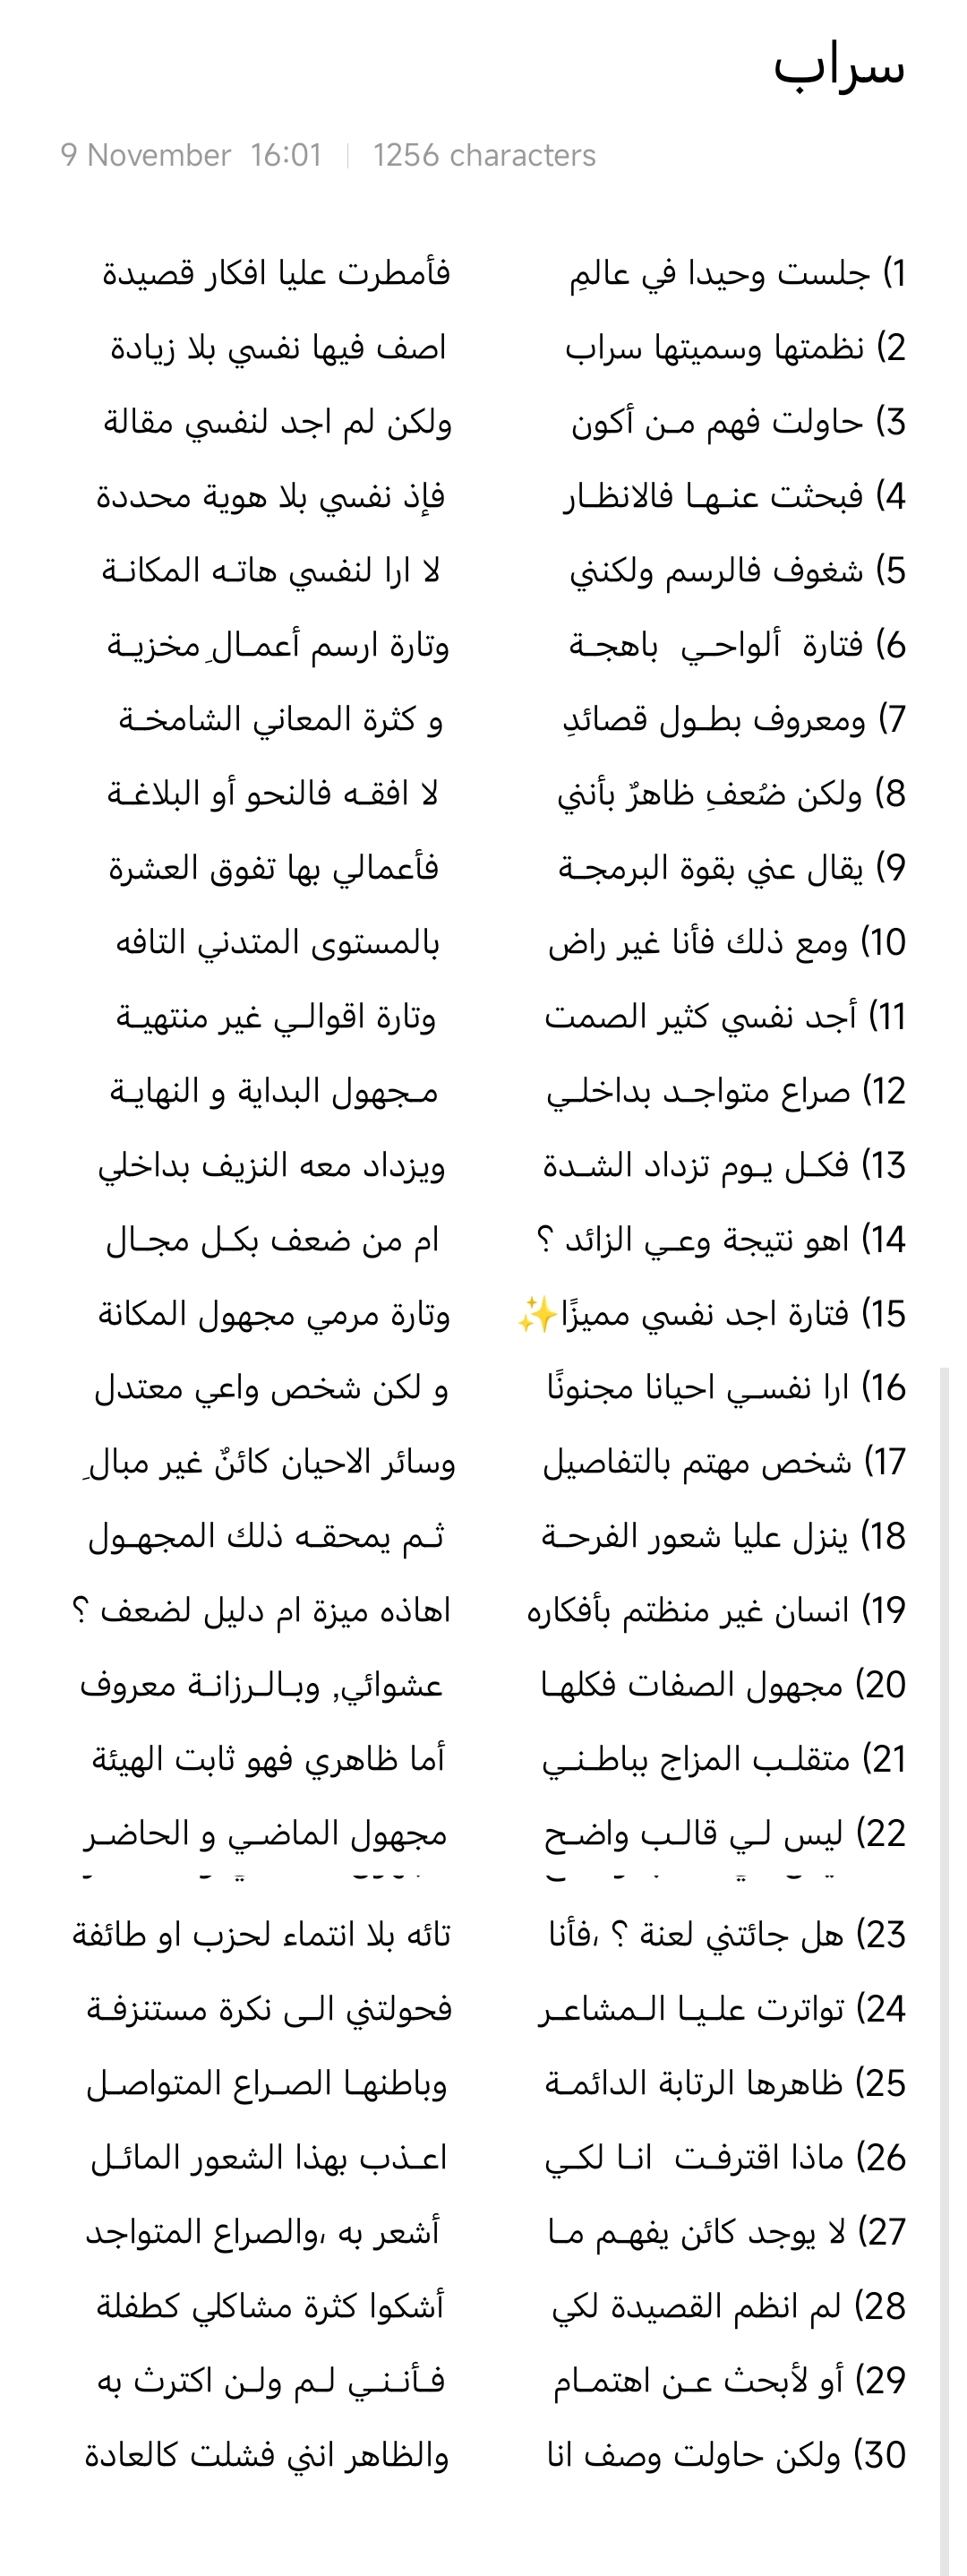 سراب
9 November 16:01 | 1256 characters
1) جلست وحيدا في عالمِ فأمطرت عليا افكار قصيدة
2) نظمتها وسميتها سراب اصف فيها نفسي بلا زيادة
3) حاولت فهم مـن أكون ولكن لم اجد لنفسي مقالة
4) فبحثت عنـهـا فالانظـار فإذ نفسي بلا هوية محددة
5) شغوف فالرسم ولكنني لا ارا لنفسي هاتـه المكانـة
6) فتارة ألواحـي باهجـة وتارة ارسم أعمـالِ مخزيـة
7) ومعروف بطـول قصائدِ و كثرة المعاني الشامخـة
8) ولكن ضُعفِ ظاهرٌ بأنني لا افقـه فالنحو أو البلاغـة
9) يقال عني بقوة البرمجـة فأعمالي بها تفوق العشرة
10) ومع ذلك فأنا غير راض بالمستوى المتدني التافه
11) أجد نفسي كثير الصمت وتارة اقوالـي غير منتهيـة
12) صراع متواجـد بداخلـي مـجهول البداية و النهايـة
13) فكـل يـوم تزداد الشـدة ويزداد معه النزيف بداخلي
14) اهو نتيجة وعـي الزائد ؟ ام من ضعف بكـل مجـال
15) فتارة اجد نفسي مميزًا✨ وتارة مرمي مجهول المكانة
16) ارا نفسـي احيانا مجنونًا و لكن شخص واعي معتدل
17) شخص مهتم بالتفاصيل وسائر الاحيان كائنٌ غير مبالِ
18) ينزل عليا شعور الفرحـة ثـم يمحقـه ذلك المجهـول
19) انسان غير منظتم بأفكاره اهاذه ميزة ام دليل لضعف ؟
20) مجهول الصفات فكلهـا عشوائي, وبـالـرزانـة معروف
21) متقلـب المزاج بباطـنـي أما ظاهري فهو ثابت الهيئة
22) ليس لـي قالـب واضـح مجهول الماضـي و الحاضـر
23) هل جائتني لعنة ؟ ،فأنا تائه بلا انتماء لحزب او طائفة
24) تواترت علـيـا الـمشاعـر فحولتني الـى نكرة مستنزفـة
25) ظاهرها الرتابة الدائمـة وباطنهـا الصـراع المتواصـل
26) ماذا اقترفـت انـا لكـي اعـذب بهذا الشعور المائـل
27) لا يوجد كائن يفهـم مـا أشعر به ،والصراع المتواجد
28) لم انظم القصيدة لكي أشكوا كثرة مشاكلي كطفلة
29) أو لأبحث عـن اهتمـام فـأنـنـي لـم ولـن اكترث به
30) ولكن حاولت وصف انا والظاهر انني فشلت كالعادة